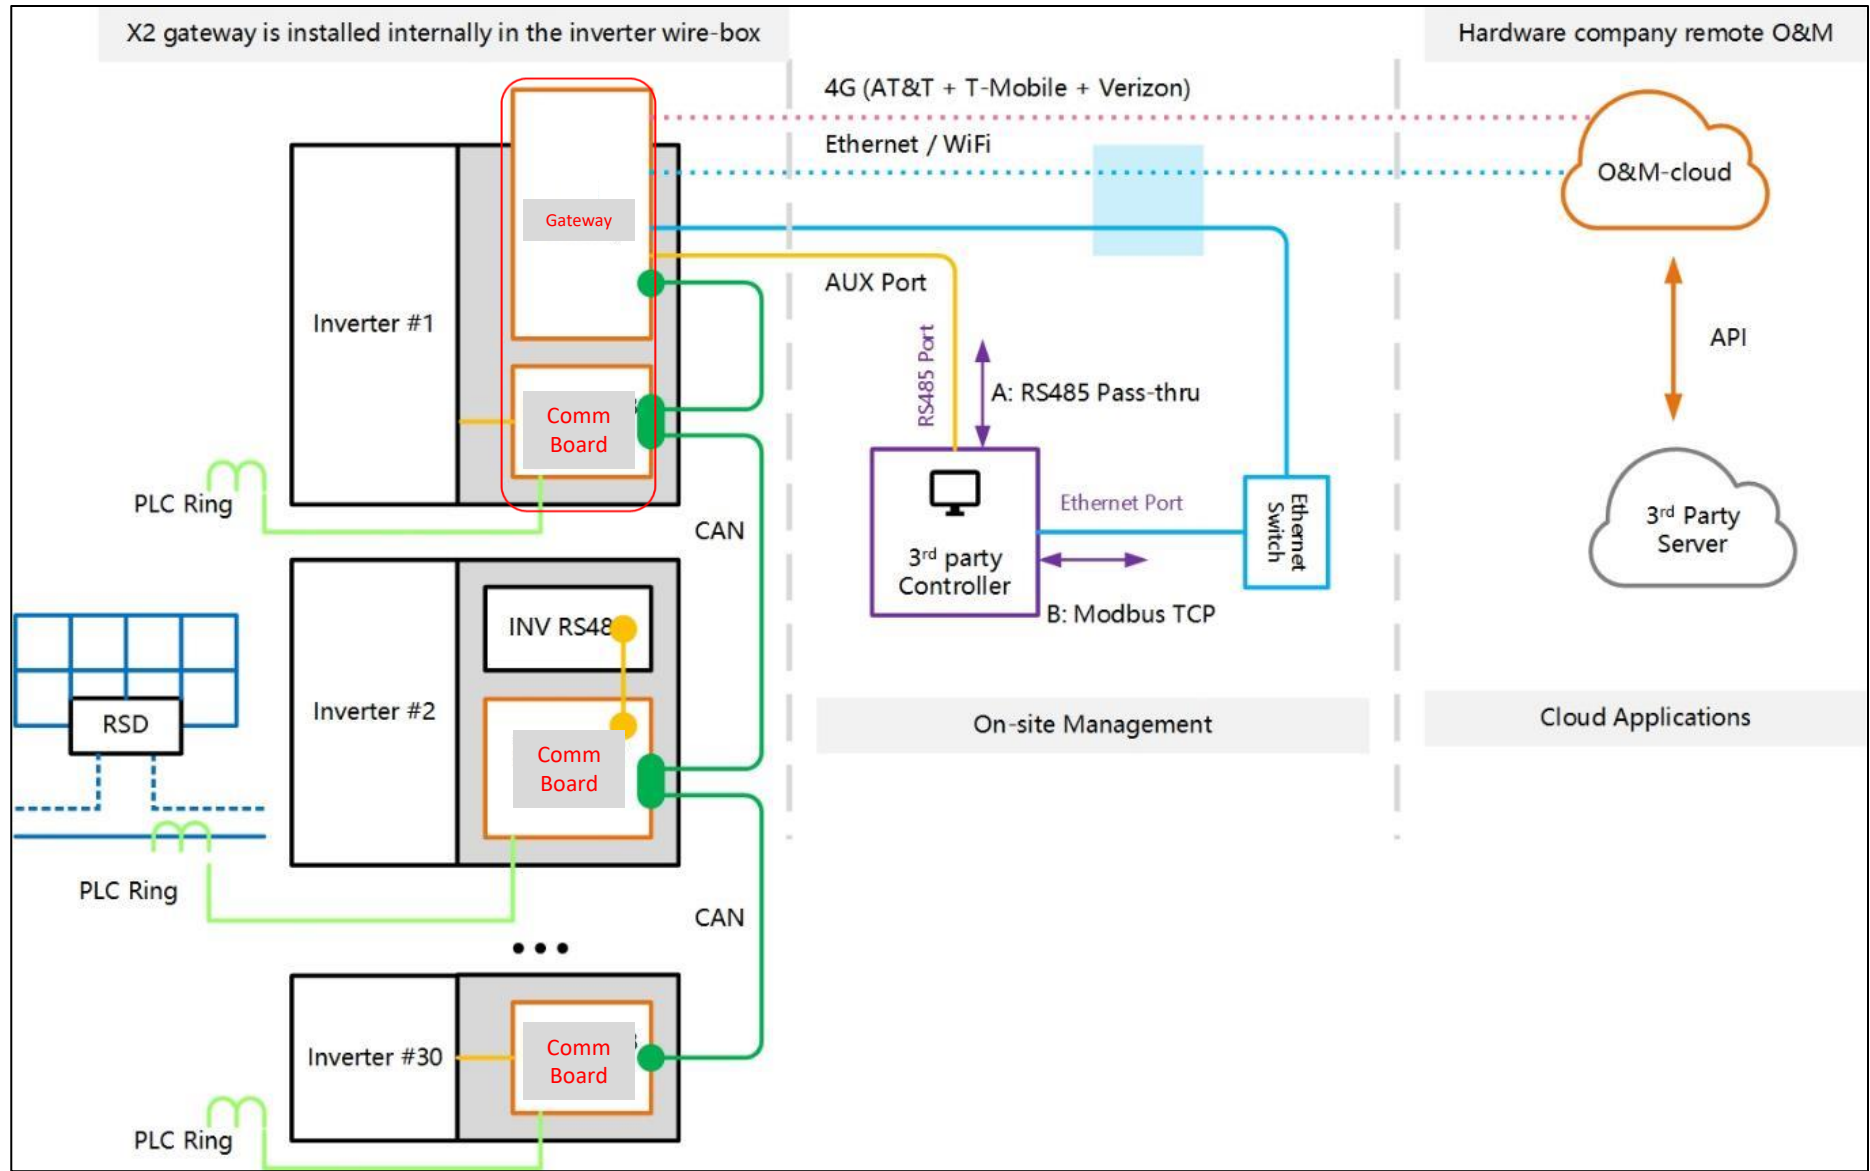 X2 gateway is installed internally in the inverter wire-box
Hardware company remote O&M
4G (AT&T + T-Mobile + Verizon)
Ethernet / WiFi
O&M-cloud
Gateway
AUX Port
Inverter #1
RS485 Port
A: RS485 Pass-thru
API
Comm
Board
PLC Ring
CAN
Ethernet Port
Ethernet
Switch
3rd Party
Server
3rd party
Controller
B: Modbus TCP
INV RS48
Inverter #2
RSD
Comm
Board
On-site Management
Cloud Applications
PLC Ring
CAN
...
Inverter #30
Comm
Board
PLC Ring